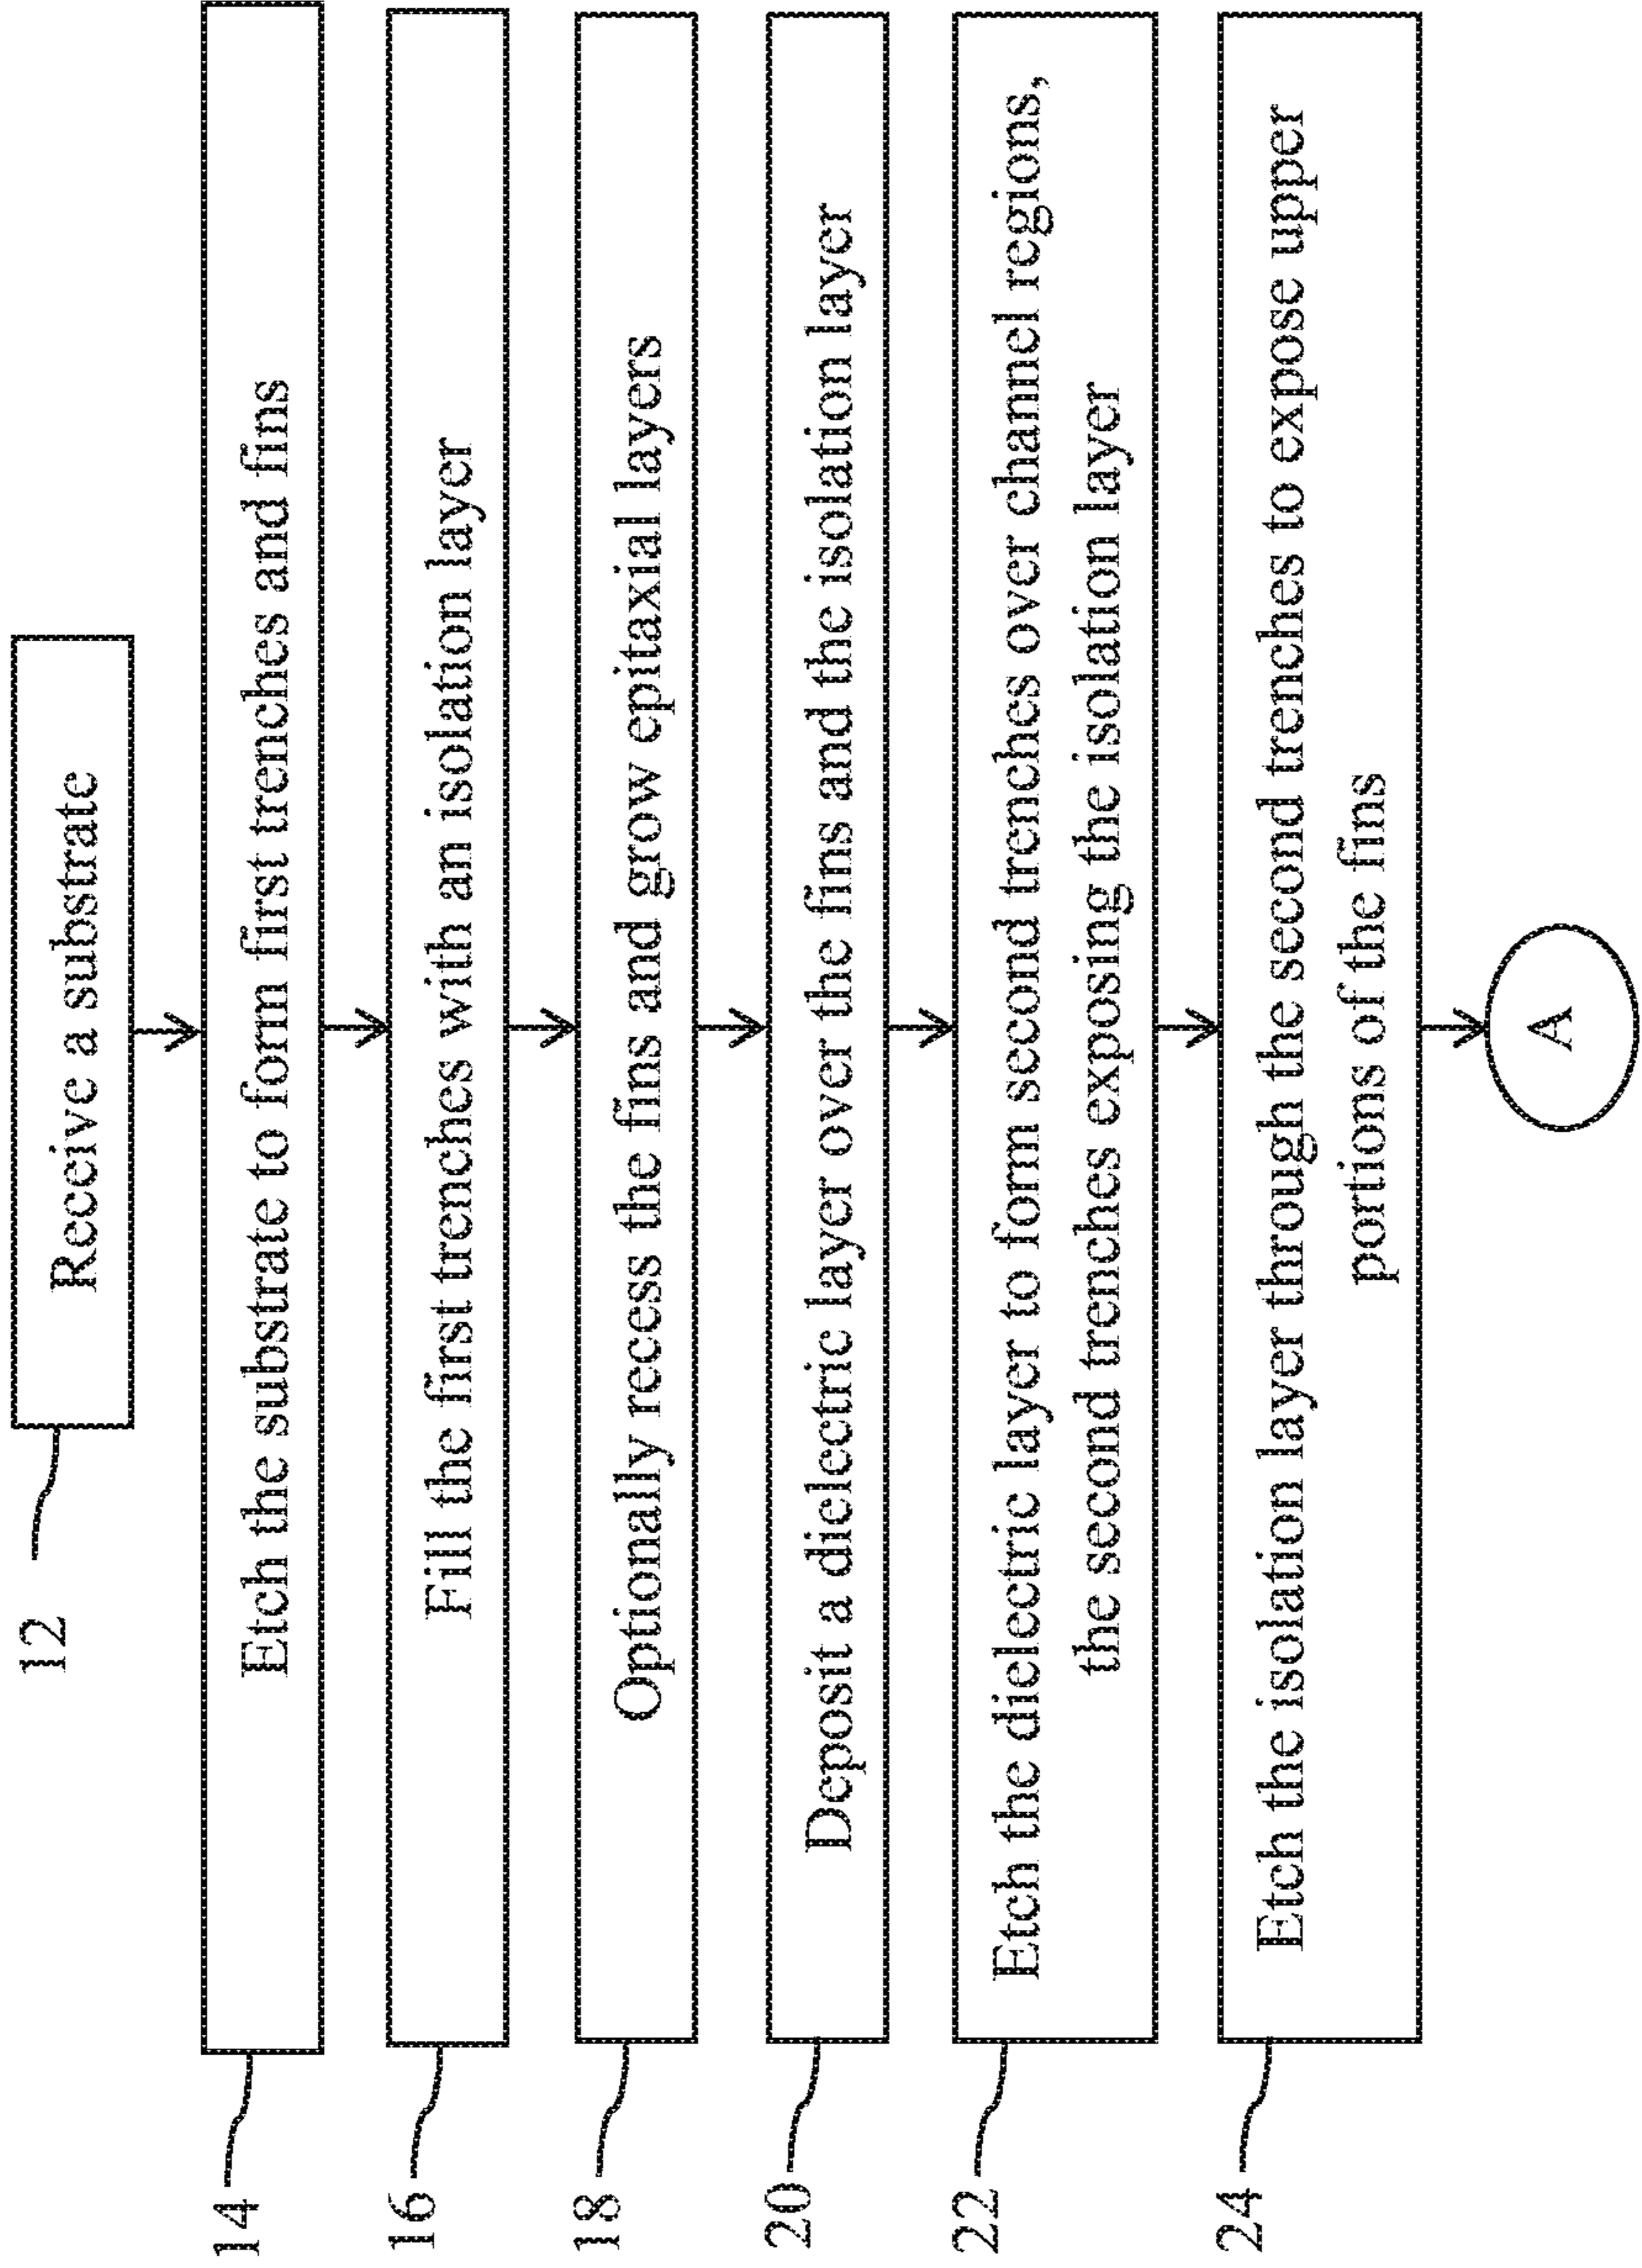 12
Receive a substrate
14
Etch the substrate to form first trenches and fins
16
Fill the first trenches with an isolation layer
18
Optionally recess the fins and grow epitaxial layers
20
Deposit a dielectric layer over the fins and the isolation layer
22
Etch the dielectric layer to form second trenches over channel regions,
the second trenches exposing the isolation layer
24
Etch the isolation layer through the second trenches to expose upper
portions of the fins
A